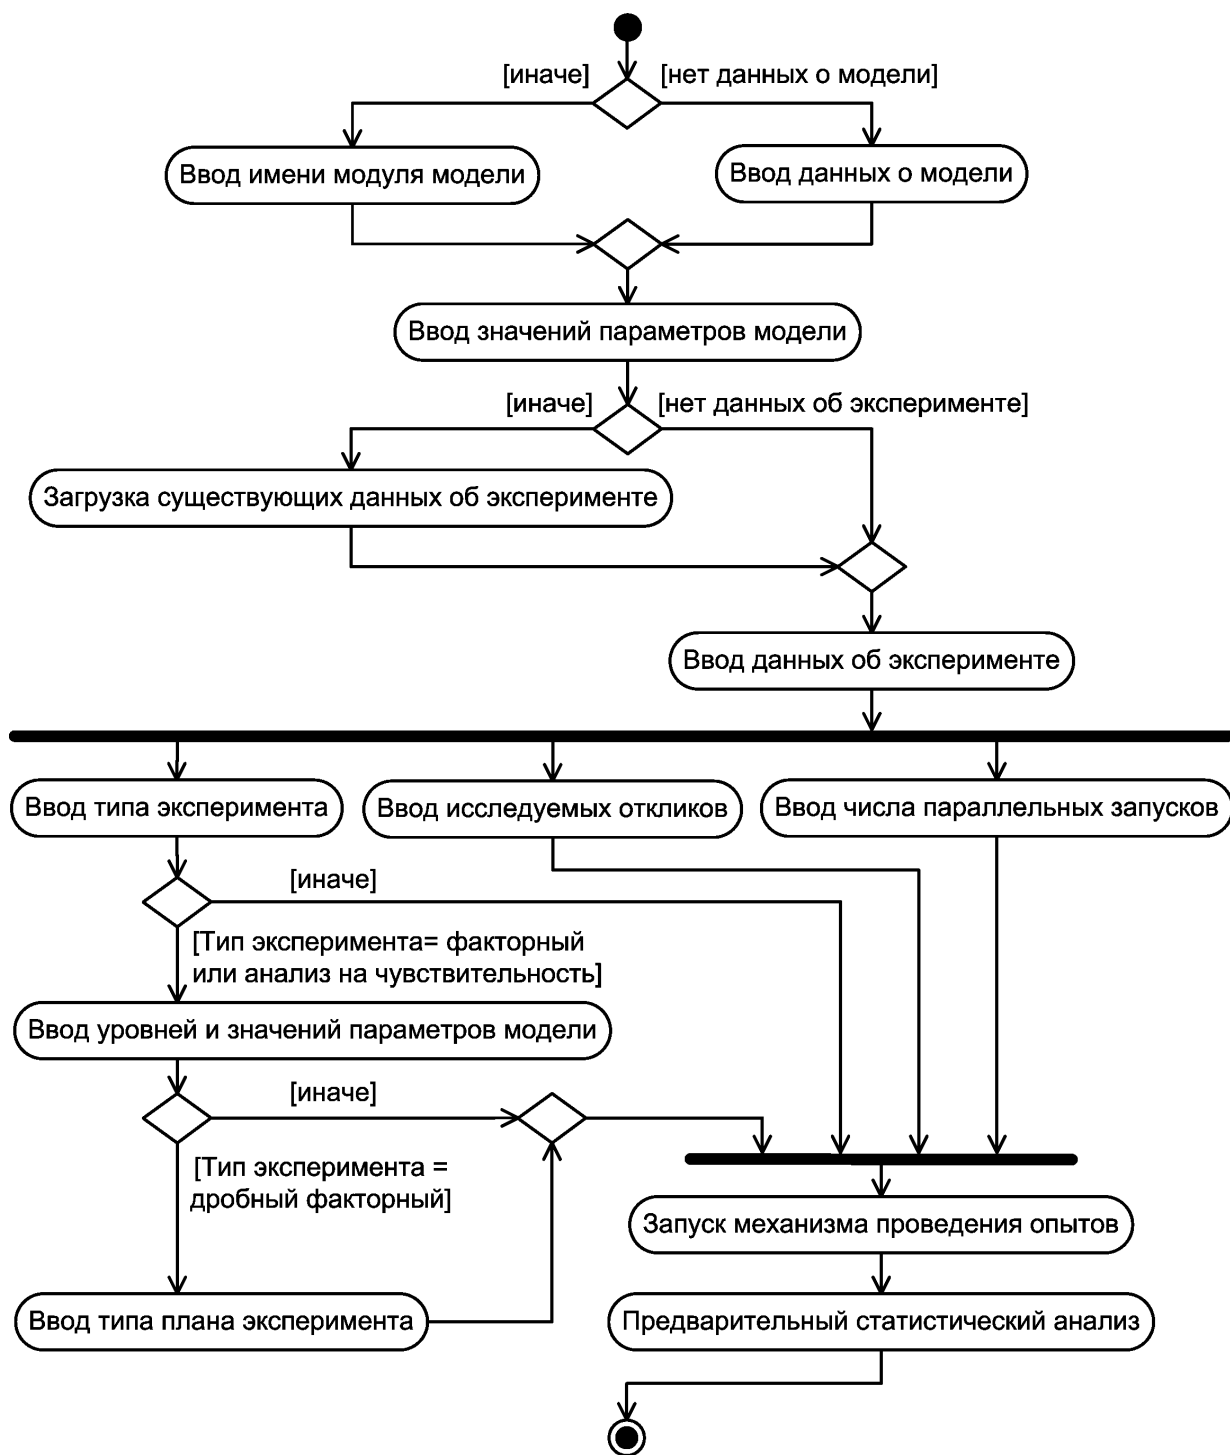 [иначе]
[нет данных о модели]
Ввод имени модуля модели
Ввод данных о модели
Ввод значений параметров модели
[иначе]
[нет данных об эксперименте]
Загрузка существующих данных об эксперименте
Ввод данных об эксперименте
Ввод типа эксперимента
Ввод исследуемых откликов
Ввод числа параллельных запусков
[иначе]
[Тип эксперимента= факторный
или анализ на чувствительность]
Ввод уровней и значений параметров модели
[иначе]
[Тип эксперимента =
дробный факторный]
Запуск механизма проведения опытов
Ввод типа плана эксперимента
Предварительный статистический анализ